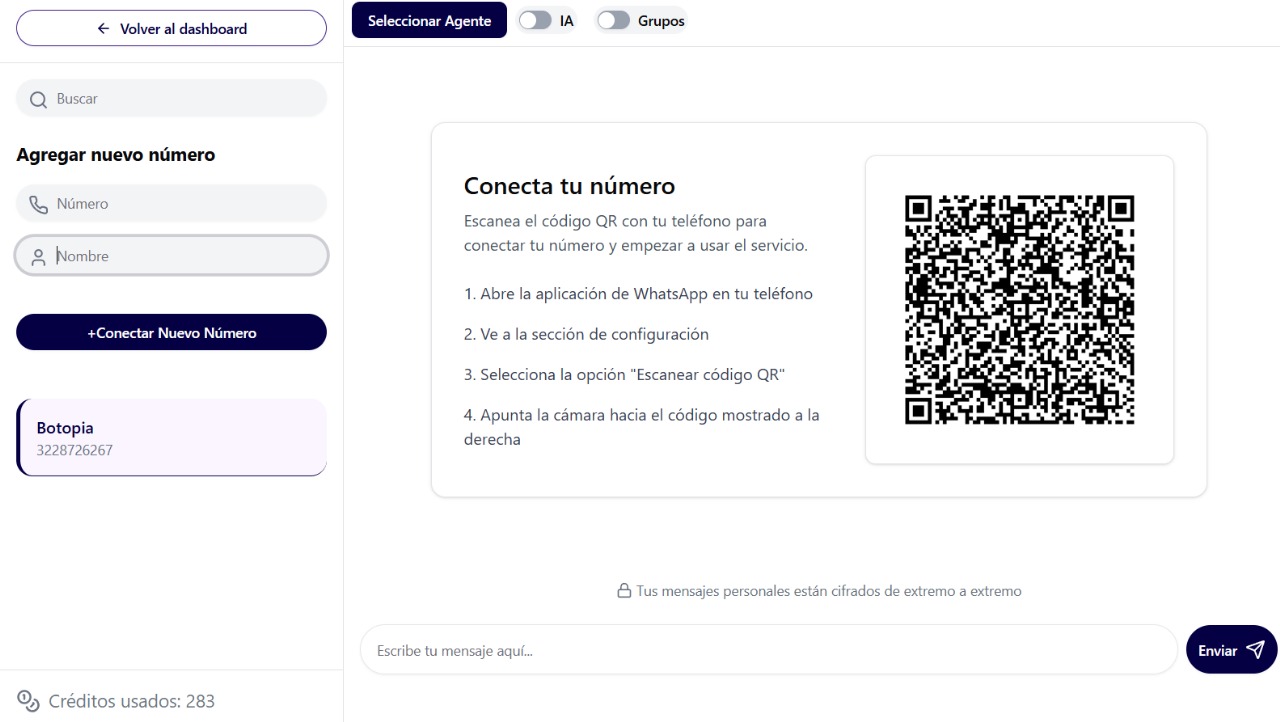 Volver al dashboard
Buscar
Agregar nuevo número
Número
Nombre
+Conectar Nuevo Número
Botopia
3228726267
Créditos usados: 283
Seleccionar Agente
IA
Grupos
Conecta tu número
Escanea el código QR con tu teléfono para
conectar tu número y empezar a usar el servicio.
1. Abre la aplicación de WhatsApp en tu teléfono
2. Ve a la sección de configuración
3. Selecciona la opción "Escanear código QR"
4. Apunta la cámara hacia el código mostrado a la
derecha
Tus mensajes personales están cifrados de extremo a extremo
Escribe tu mensaje aquí...
Enviar